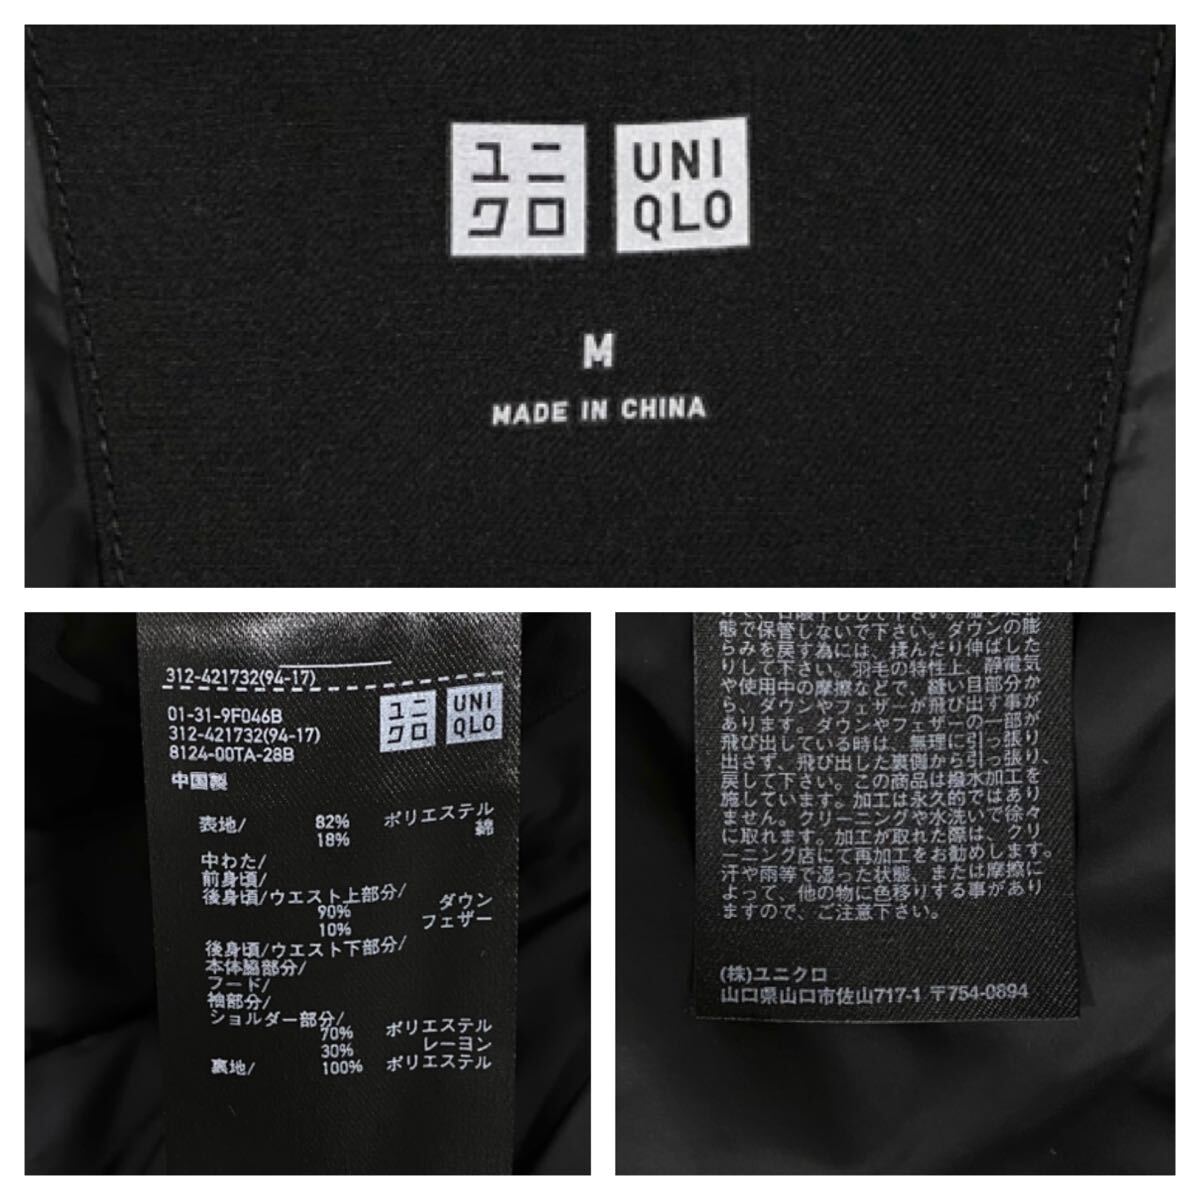 ユニ
クロ
UNI
QLO
M
MADE IN CHINA
312-421732(94-17)
01-31-9F046B
312-421732(94-17)
8124-00TA-28B
ユニ
クロ
UNI
QLO
中国製
表地/ 82% ポリエステル
18% 綿
中わた/
前身頃/
後身頃/ウエスト上部分/
90% ダウン
10% フェザー
後身頃/ウエスト下部分/
本体脇部分/
フード/
袖部分/
ショルダー部分/
70% ポリエステル
30% レーヨン
裏地/ 100% ポリエステル
態で保管しないで下さい。ダウンの膨
らみを戻す為には、揉んだり伸ばした
りして下さい。羽毛の特性上、静電気
や使用中の摩擦などで、縫い目部分か
ら、ダウンやフェザーが飛び出す事が
あります。ダウンやフェザーの一部が
飛び出している時は、無理に引っ張り
出さず、飛び出した裏側から引っ張り、
戻して下さい。この商品は撥水加工を
施しています。加工は永久的ではあり
ません。クリーニングや水洗いで徐々
に取れます。加工が取れた際は、クリ
ーニング店にて再加工をお勧めします。
汗や雨等で湿った状態、または摩擦に
よって、他の物に色移りする事があり
ますので、ご注意下さい。
(株)ユニクロ
山口県山口市佐山717-1 〒754-0894